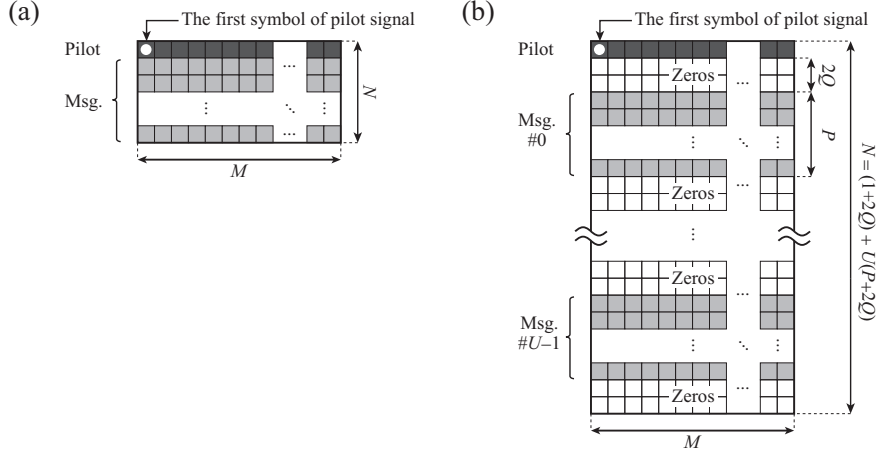 (a)
The first symbol of pilot signal
Pilot
Msg.
...
⋮
⋱
...
N
M
(b)
The first symbol of pilot signal
Pilot
Zeros
...
2Q
Msg.
#0
⋮
⋱
⋮
P
Zeros
...
⋮
N = (1+2Q) + U(P+2Q)
Zeros
...
Msg.
#U–1
⋮
⋱
⋮
Zeros
...
M